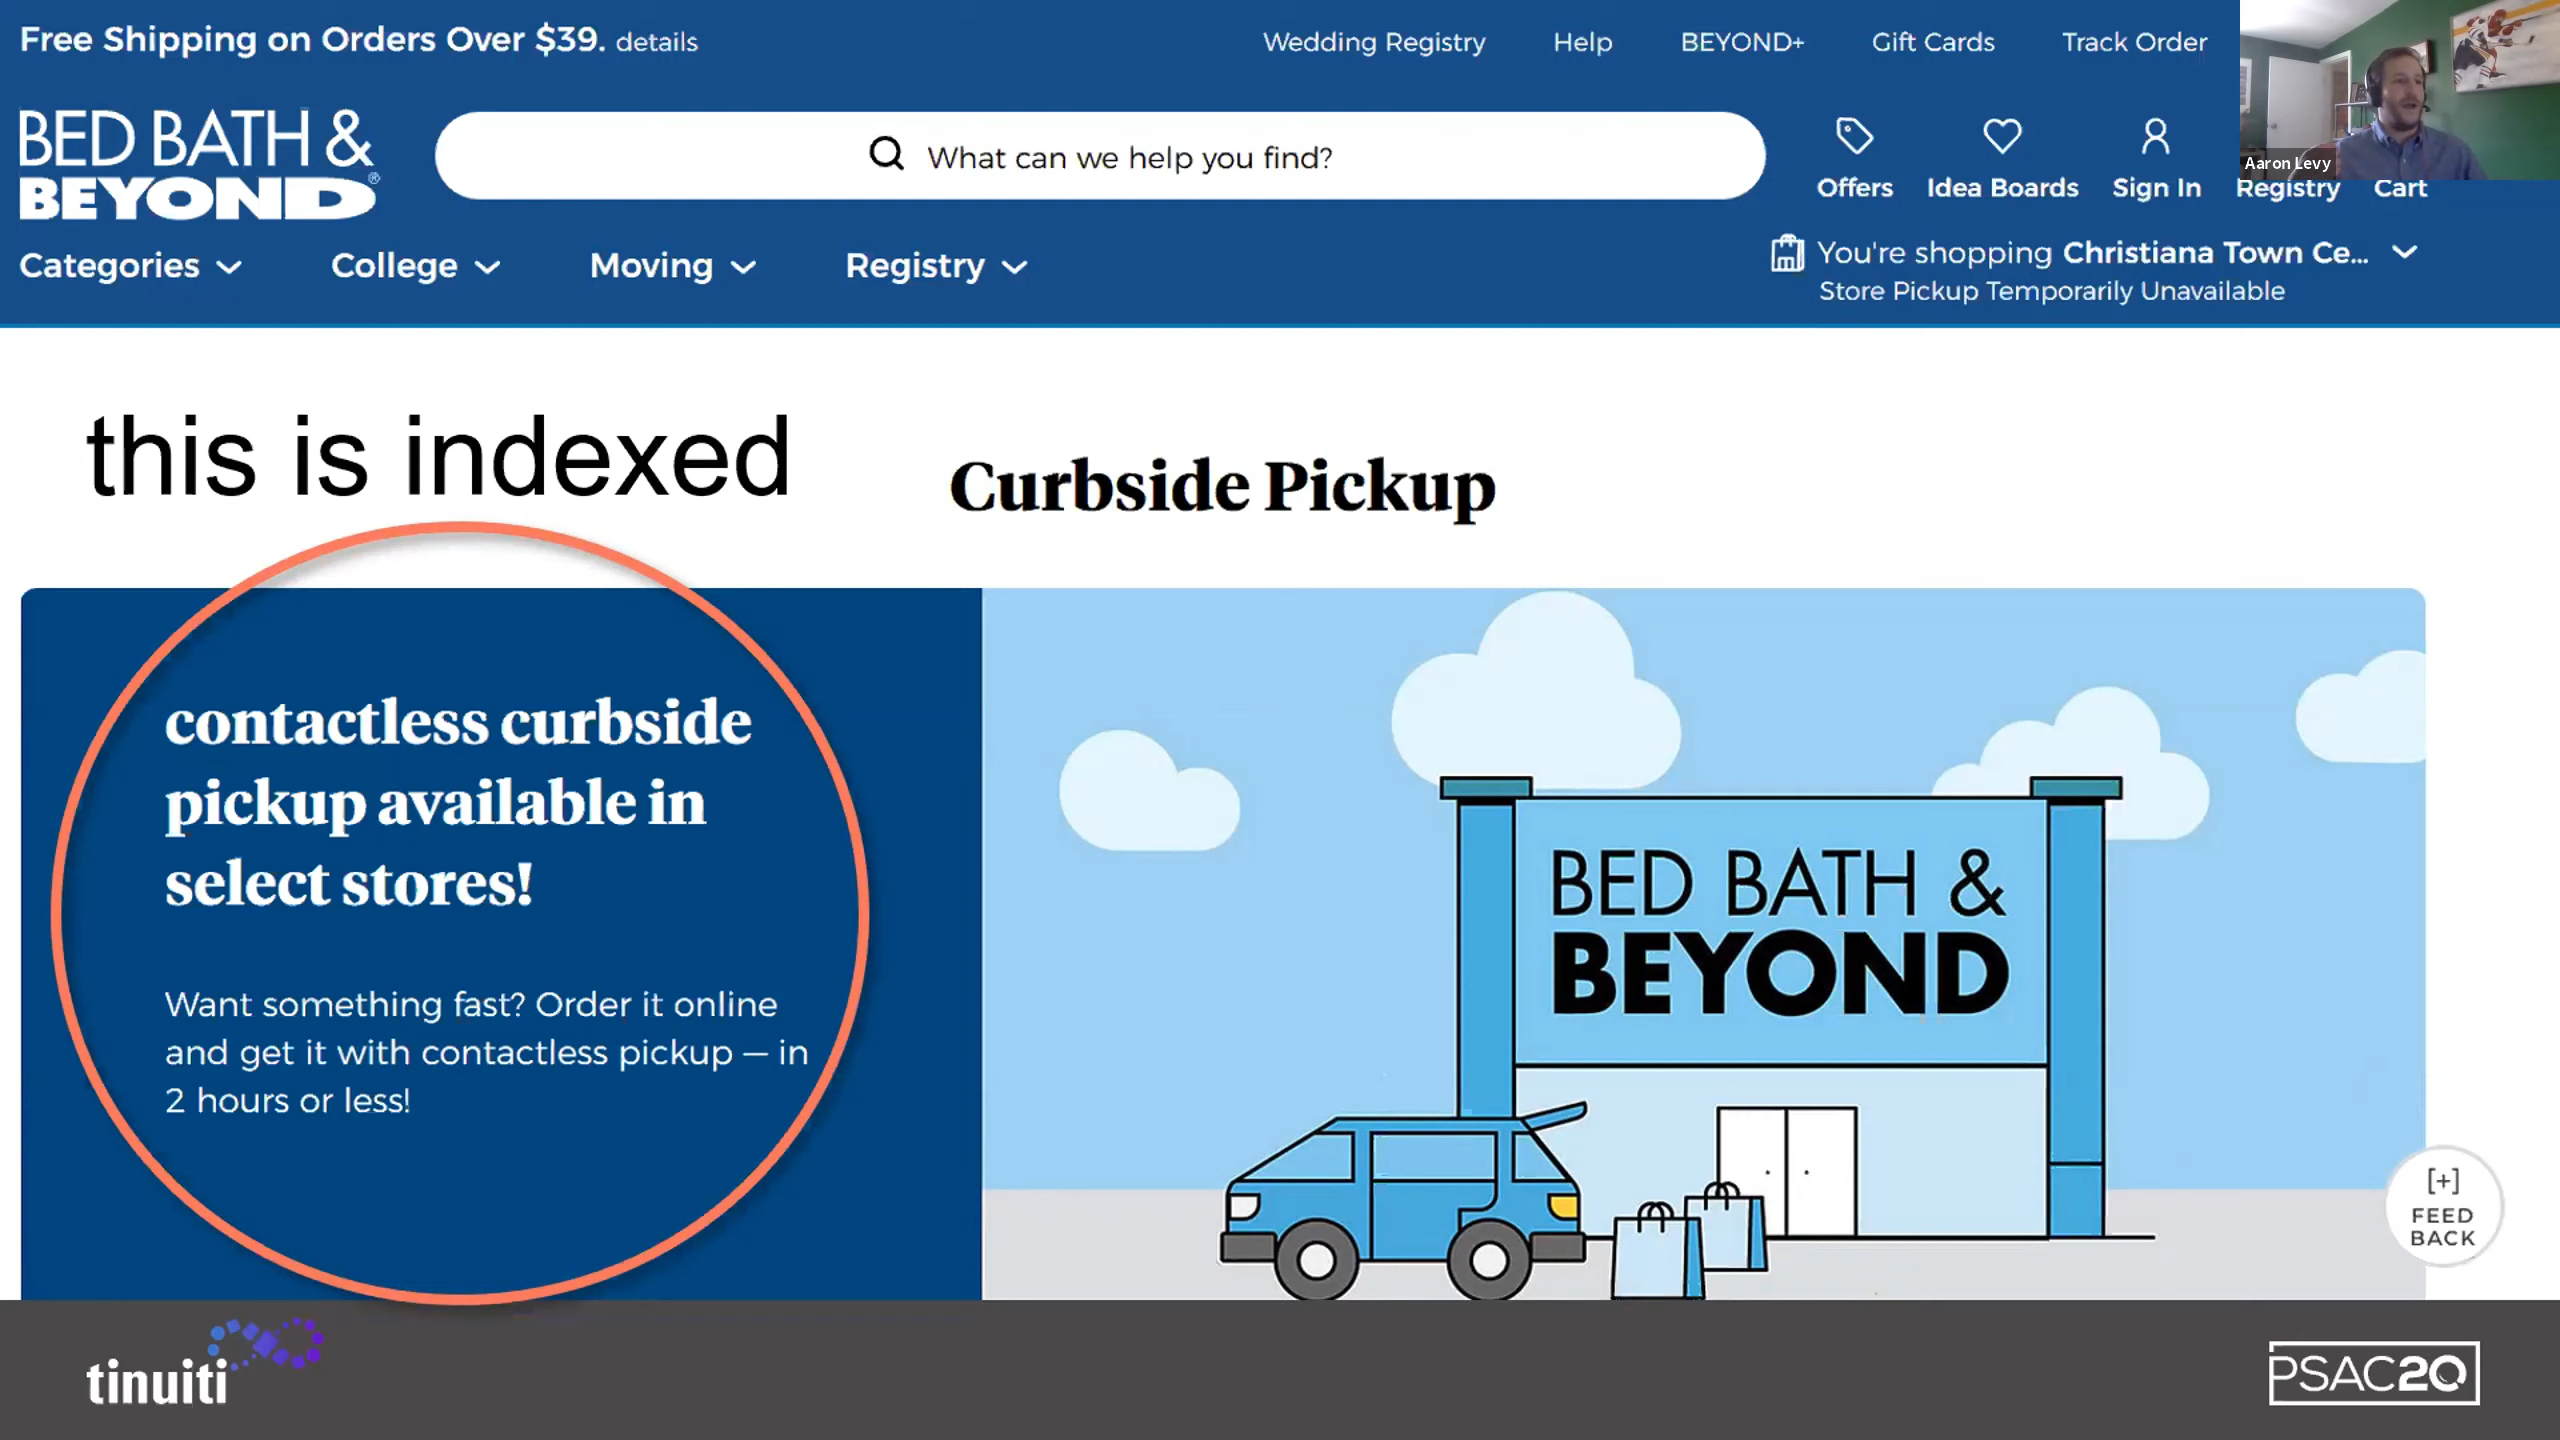 Free Shipping on Orders Over $39. details
Wedding Registry
Help
BEYOND+
Gift Cards
Track Order
BED BATH &
BEYOND®
What can we help you find?
Offers
Idea Boards
Sign In
Registry
Cart
Aaron Levy
Categories
College
Moving
Registry
You're shopping Christiana Town Ce...
Store Pickup Temporarily Unavailable
this is indexed
Curbside Pickup
contactless curbside
pickup available in
select stores!
Want something fast? Order it online
and get it with contactless pickup — in
2 hours or less!
BED BATH &
BEYOND
[+]
FEED
BACK
tinuiti
PSAC20